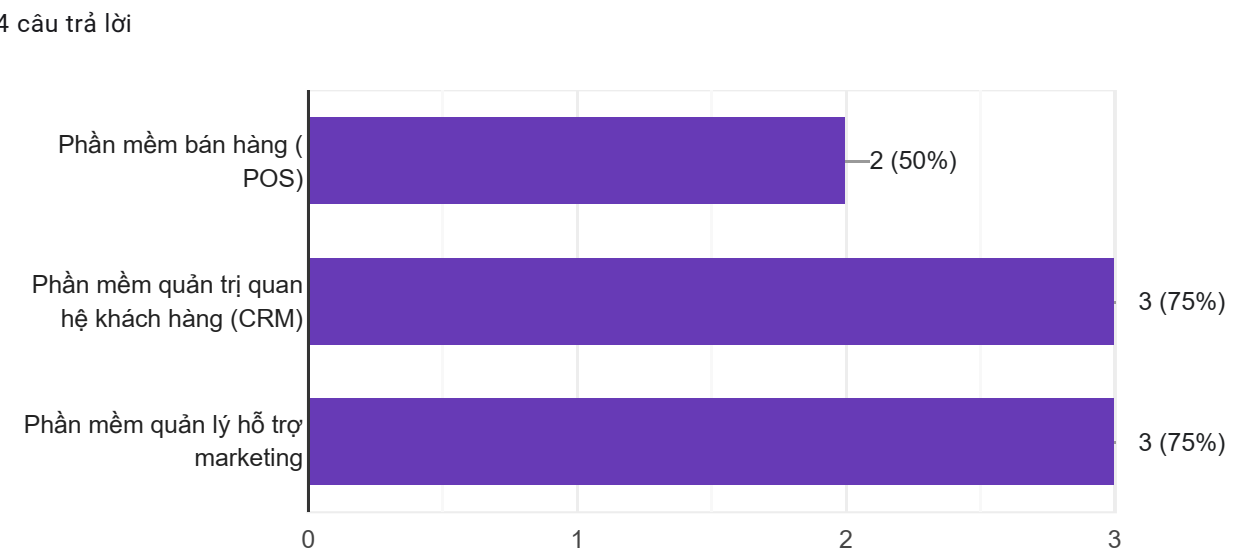 4 câu trả lời
Phần mềm bán hàng (
POS)
2 (50%)
Phần mềm quản trị quan
hệ khách hàng (CRM)
3 (75%)
Phần mềm quản lý hỗ trợ
marketing
3 (75%)
0 1 2 3